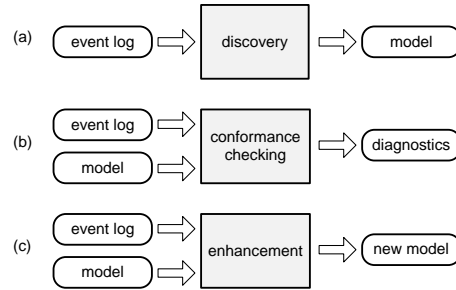 (a)
event log
discovery
model
(b)
event log
model
conformance
checking
diagnostics
(c)
event log
model
enhancement
new model